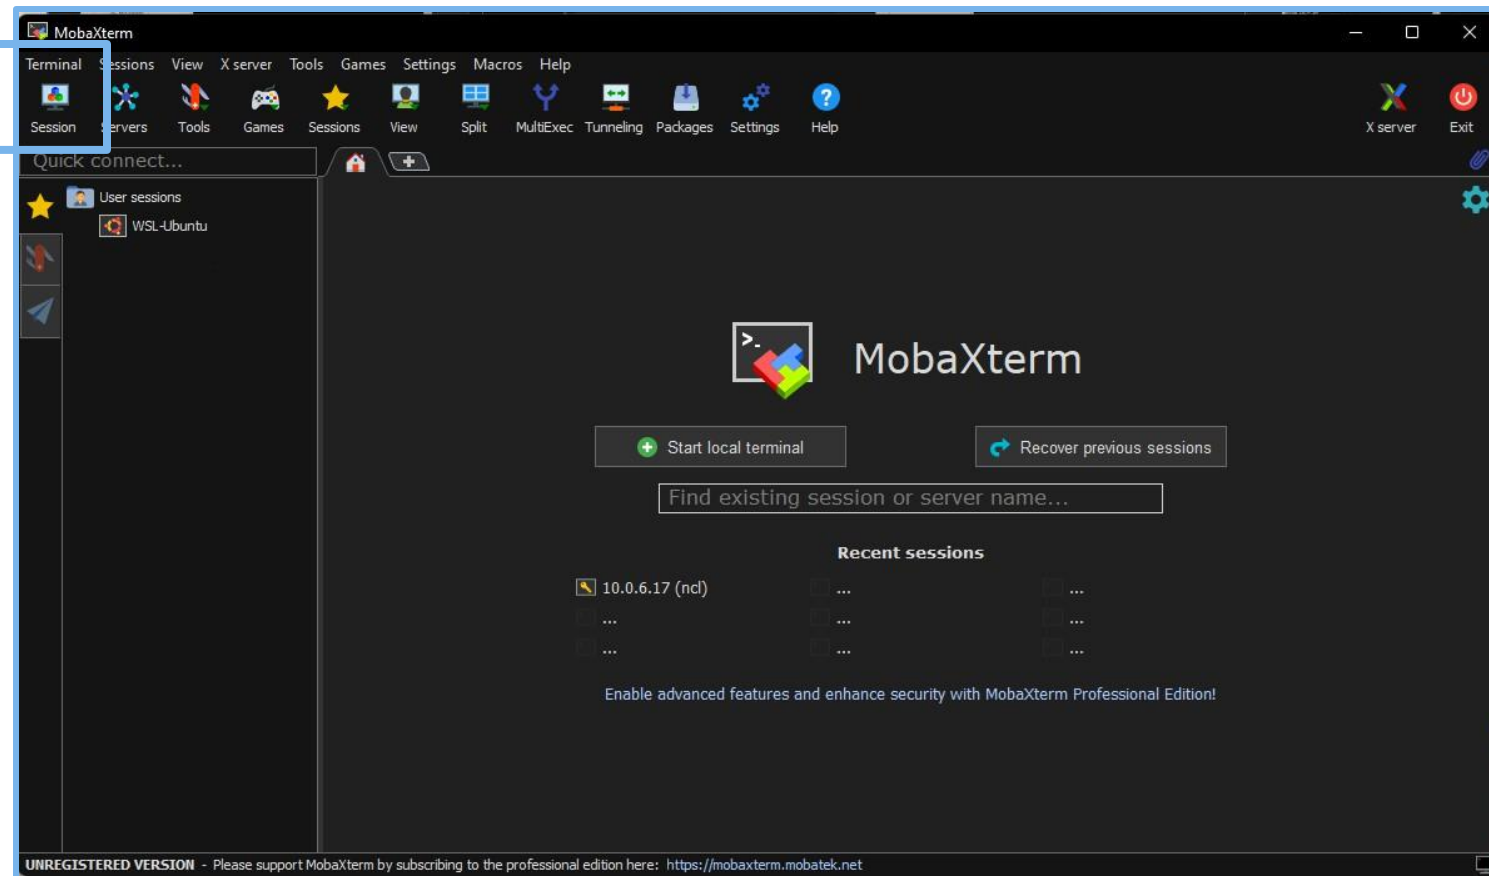 MobaXterm
Terminal Sessions View X server Tools Games Settings Macros Help
Session Servers Tools Games Sessions View Split MultiExec Tunneling Packages Settings Help X server Exit
Quick connect...
User sessions
WSL-Ubuntu
>_
MobaXterm
Start local terminal Recover previous sessions
Find existing session or server name...
Recent sessions
10.0.6.17 (ncl) ... ...
... ... ...
... ... ...
Enable advanced features and enhance security with MobaXterm Professional Edition!
UNREGISTERED VERSION - Please support MobaXterm by subscribing to the professional edition here: https://mobaxterm.mobatek.net